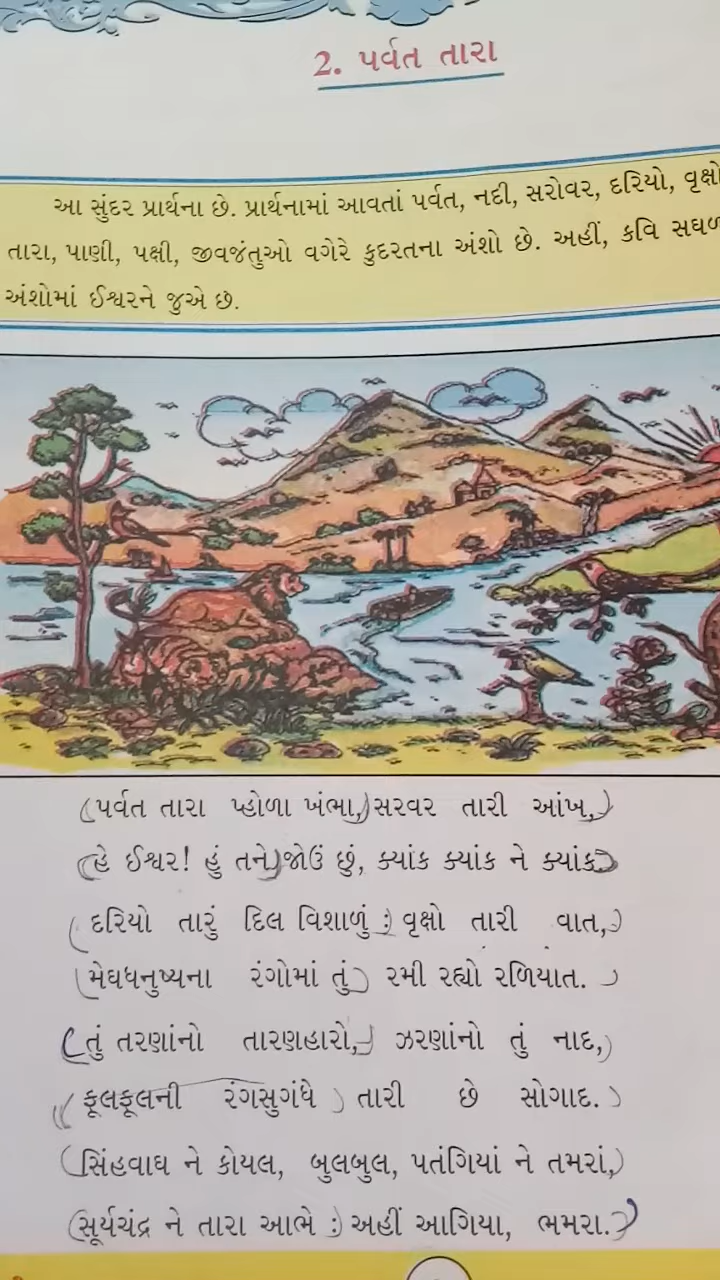 2. પર્વત તારા
આ સુંદર પ્રાર્થના છે. પ્રાર્થનામાં આવતાં પર્વત, નદી, સરોવર, દરિયો, વૃક્ષો
તારા, પાણી, પક્ષી, જીવજંતુઓ વગેરે કુદરતના અંશો છે. અહીં, કવિ
અંશોમાં ઈશ્વરને જુએ છે.
પર્વત તારા પ્હોળા ખંભા, સરવર તારી આંખ,
હે ઈશ્વર! હું તને જોઉં છું, ક્યાંક ક્યાંક ને ક્યાંક
દરિયો તારું દિલ વિશાળું : વૃક્ષો તારી વાત,
મેઘધનુષ્યના રંગોમાં તું રમી રહ્યો રળિયાત.
તું તરણાંનો તારણહારો, ઝરણાંનો તું નાદ,
ફૂલફૂલની રંગસુગંધે તારી છે સોગાદ.
સિંહવાઘ ને કોયલ, બુલબુલ, પતંગિયાં ને તમરાં,
સૂર્યચંદ્ર ને તારા આભે : અહીં આગિયા, ભમરા.